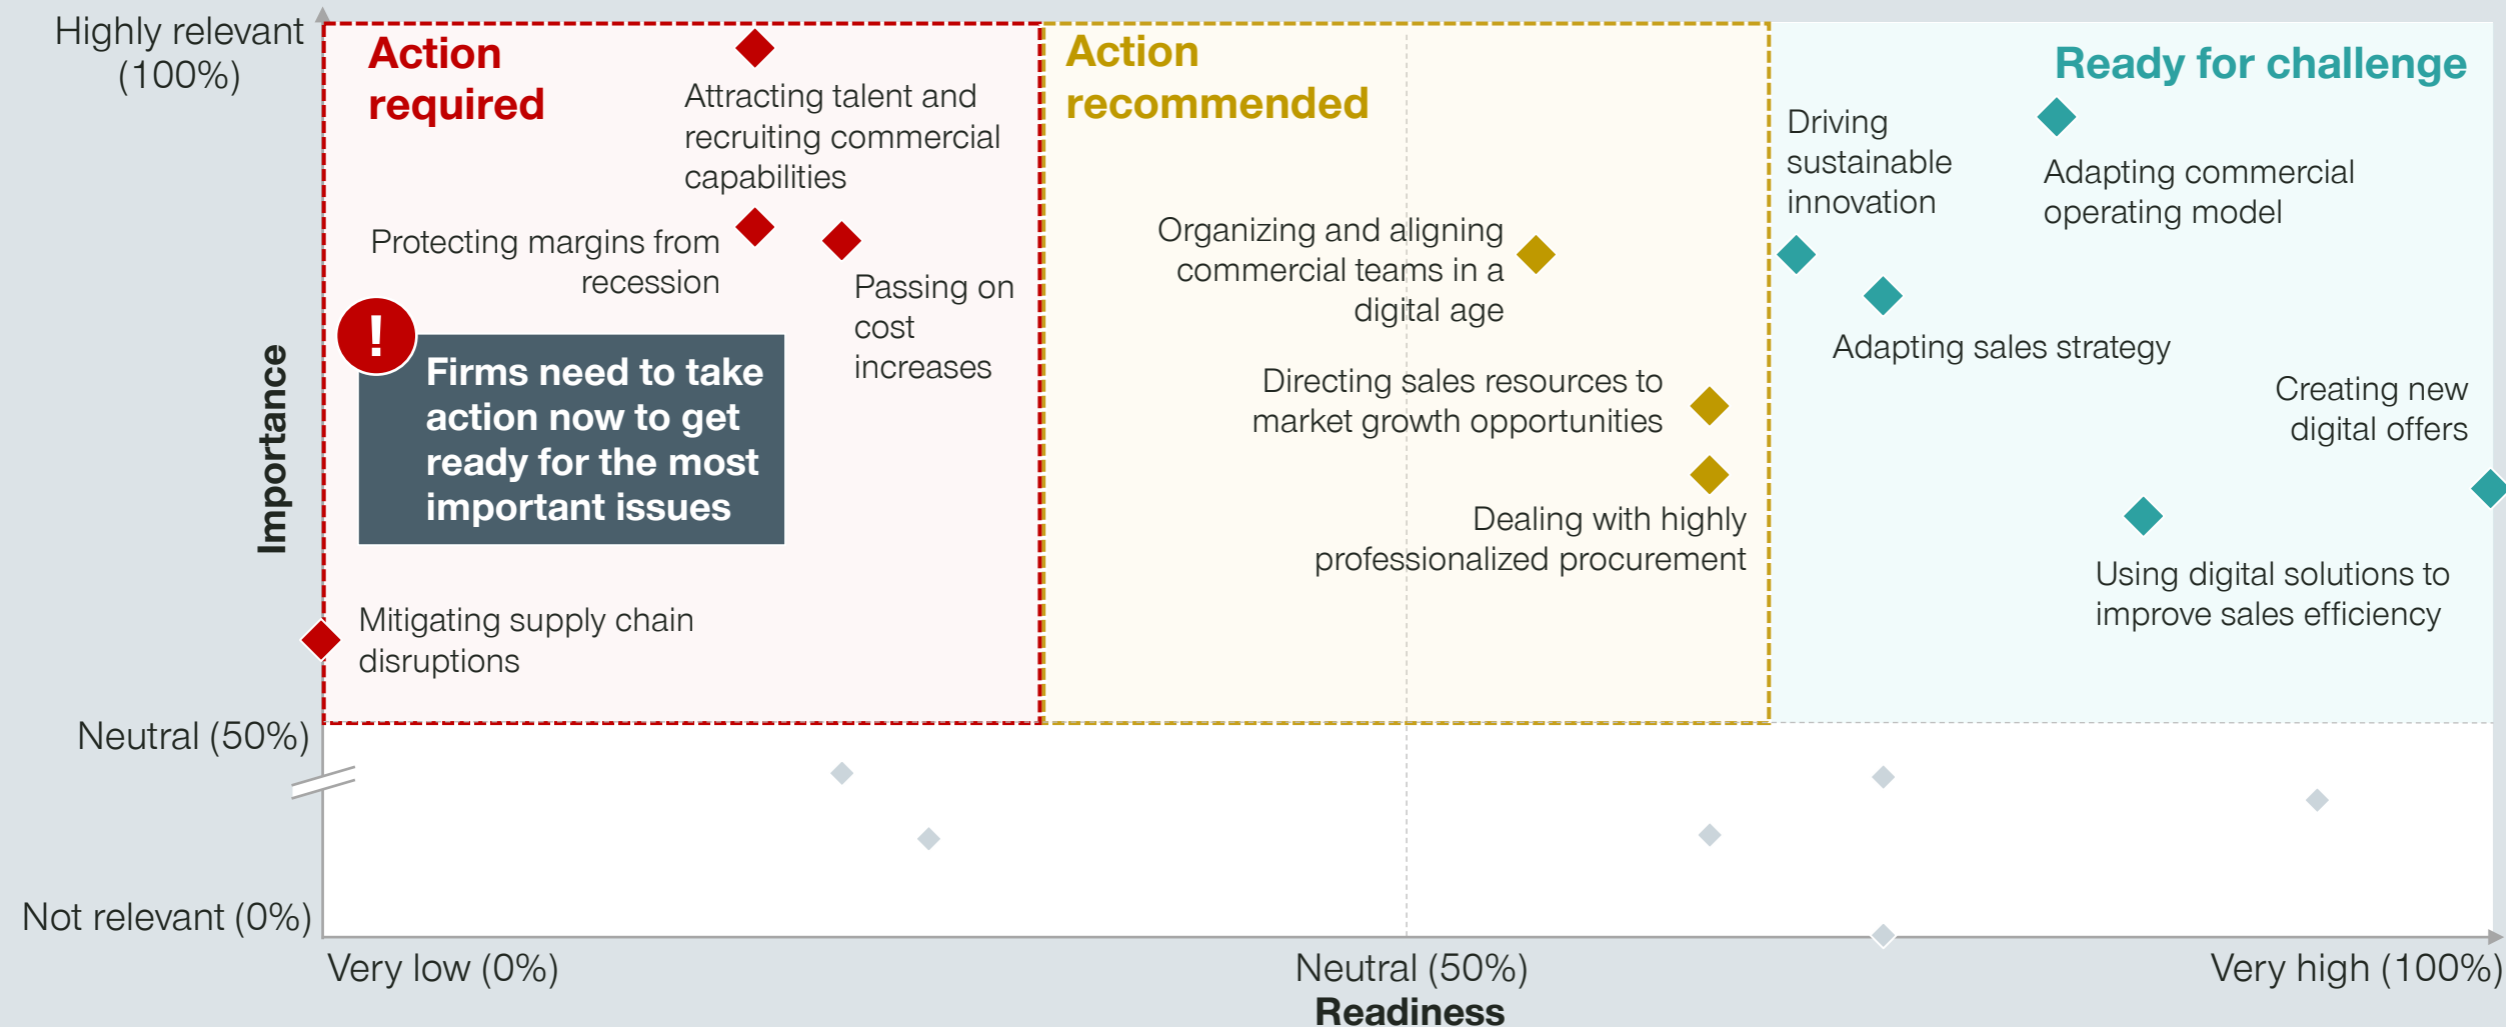 Highly relevant
(100%)
Importance
Neutral (50%)
Not relevant (0%)
Action
required
Attracting talent and
recruiting commercial
capabilities
Protecting margins from
recession
Passing on
cost
increases
!
Firms need to take
action now to get
ready for the most
important issues
Mitigating supply chain
disruptions
Action
recommended
Organizing and aligning
commercial teams in a
digital age
Directing sales resources to
market growth opportunities
Dealing with highly
professionalized procurement
Ready for challenge
Driving
sustainable
innovation
Adapting commercial
operating model
Adapting sales strategy
Creating new
digital offers
Using digital solutions to
improve sales efficiency
Very low (0%)
Neutral (50%)
Very high (100%)
Readiness